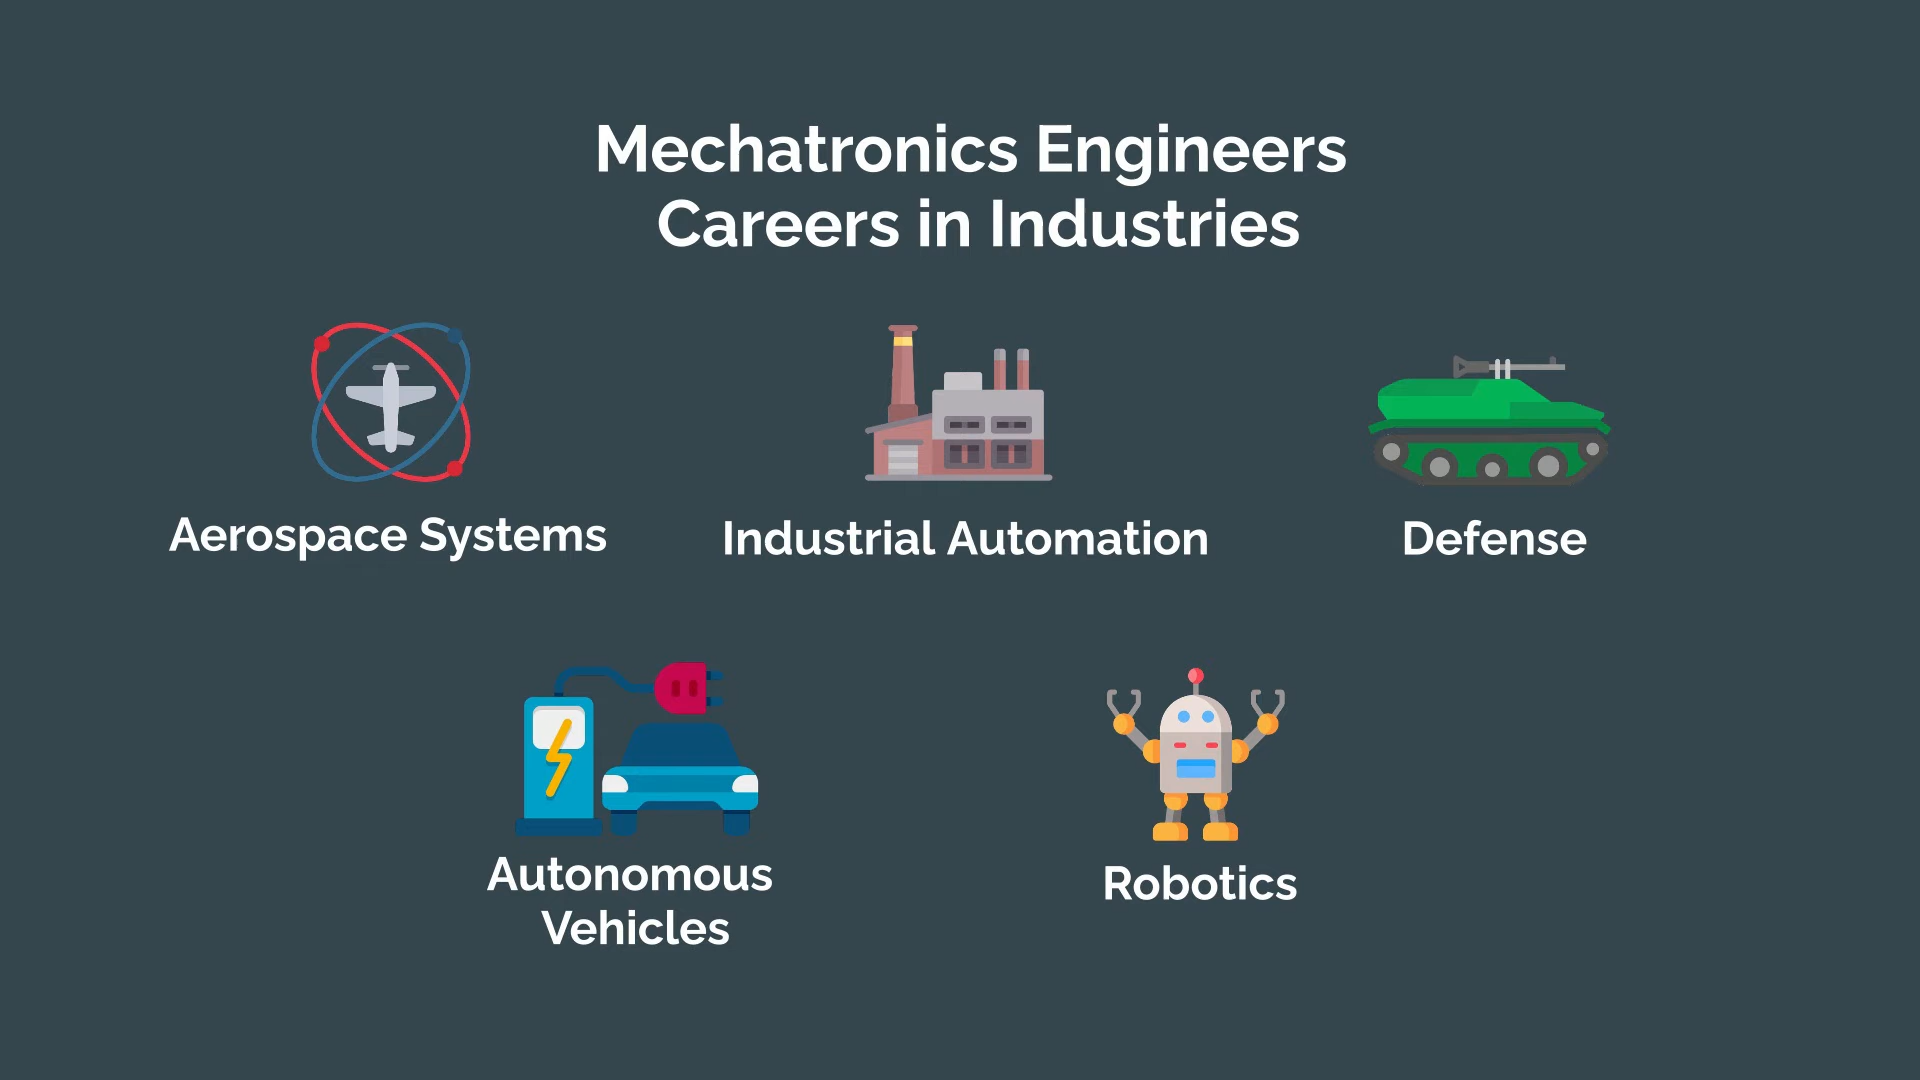 Mechatronics Engineers
Careers in Industries
Aerospace Systems
Industrial Automation
Defense
Autonomous
Vehicles
Robotics